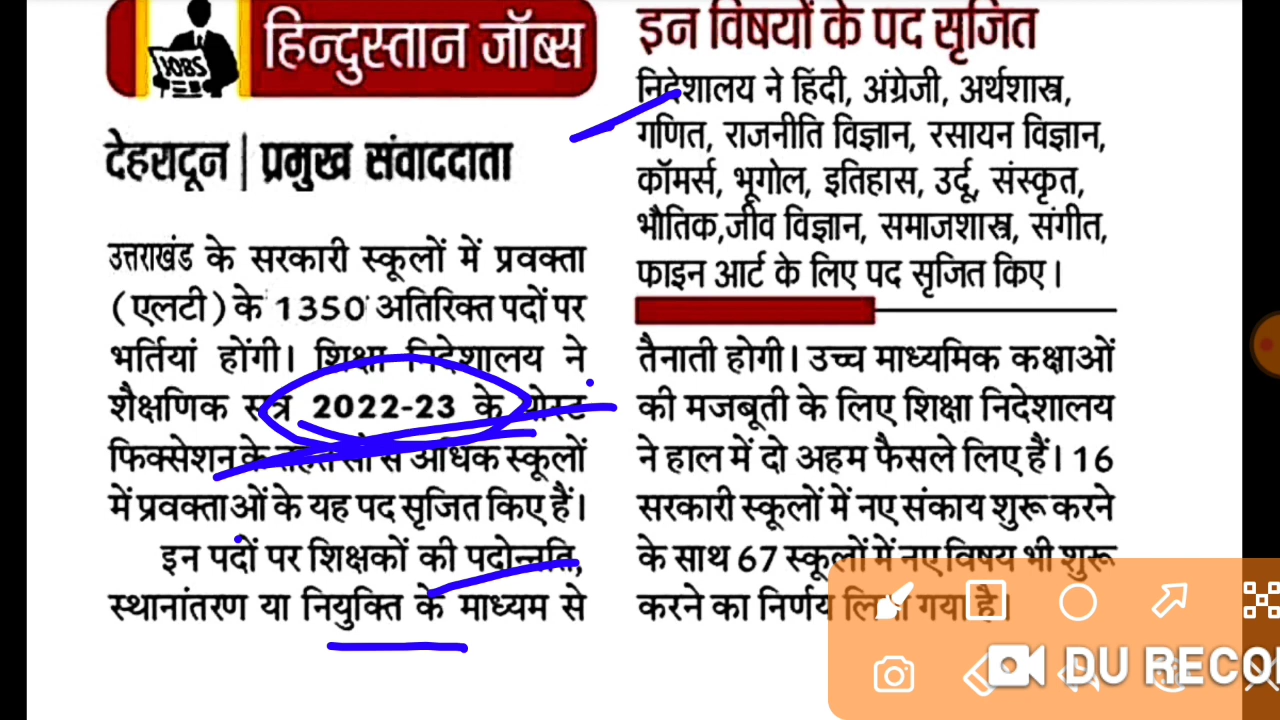 JOBS
हिन्दुस्तान जॉब्स
देहरादून | प्रमुख संवाददाता
उत्तराखंड के सरकारी स्कूलों में प्रवक्ता
(एलटी) के 1350 अतिरिक्त पदों पर
भर्तियां होंगी। शिक्षा निदेशालय ने
शैक्षणिक सत्र 2022-23 के पोस्ट
फिक्सेशन के तहत सौ से अधिक स्कूलों
में प्रवक्ताओं के यह पद सृजित किए हैं।
इन पदों पर शिक्षकों की पदोन्नति,
स्थानांतरण या नियुक्ति के माध्यम से
इन विषयों के पद सृजित
निदेशालय ने हिंदी, अंग्रेजी, अर्थशास्त्र,
गणित, राजनीति विज्ञान, रसायन विज्ञान,
कॉमर्स, भूगोल, इतिहास, उर्दू, संस्कृत,
भौतिक,जीव विज्ञान, समाजशास्त्र, संगीत,
फाइन आर्ट के लिए पद सृजित किए।
तैनाती होगी। उच्च माध्यमिक कक्षाओं
की मजबूती के लिए शिक्षा निदेशालय
ने हाल में दो अहम फैसले लिए हैं। 16
सरकारी स्कूलों में नए संकाय शुरू करने
के साथ 67 स्कूलों में नए विषय भी शुरू
करने का निर्णय लिया गया है।
DU RECO